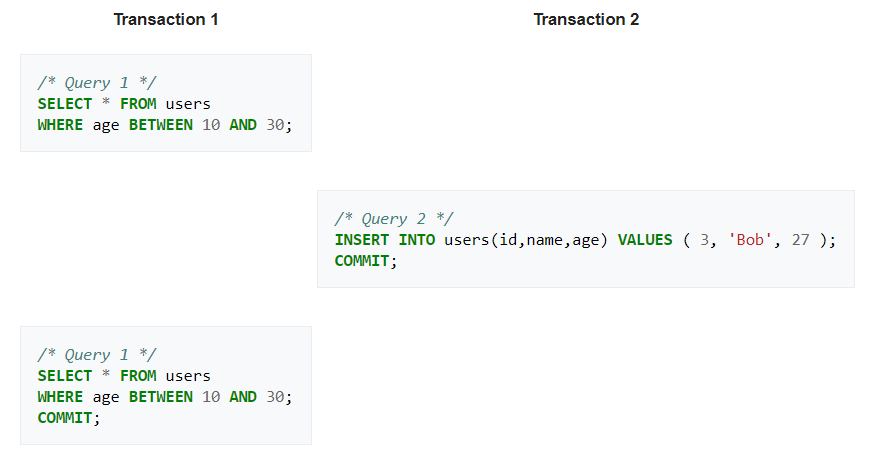 Transaction 1
Transaction 2
/* Query 1 */
SELECT * FROM users
WHERE age BETWEEN 10 AND 30;
/* Query 2 */
INSERT INTO users(id,name,age) VALUES ( 3, 'Bob', 27 );
COMMIT;
/* Query 1 */
SELECT * FROM users
WHERE age BETWEEN 10 AND 30;
COMMIT;